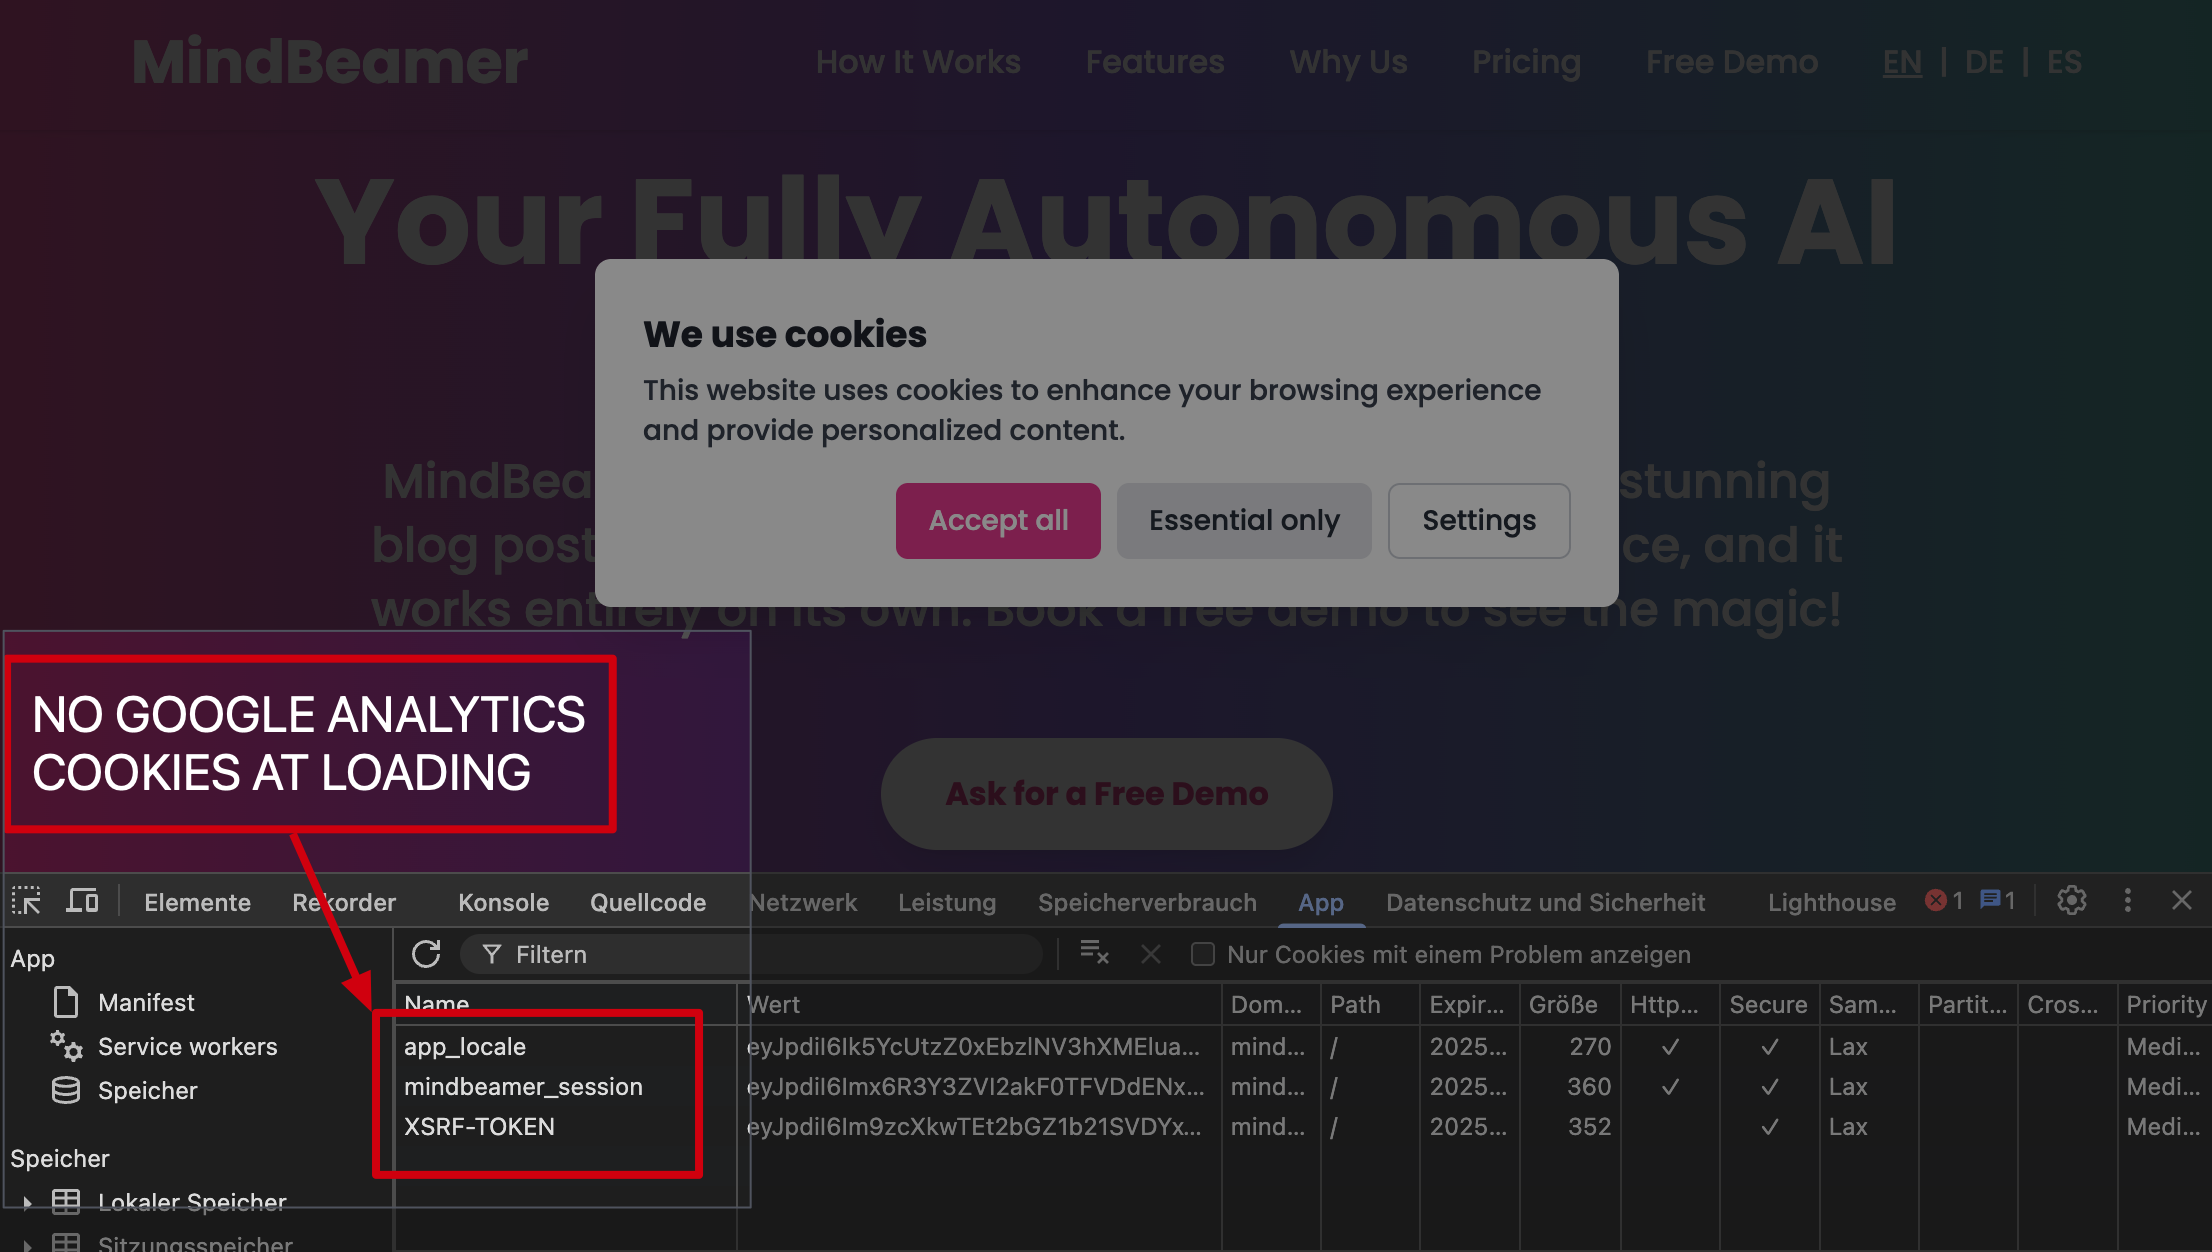 MindBeamer
How It Works Features Why Us Pricing Free Demo EN | DE | ES
Your Fully Autonomous AI
We use cookies
This website uses cookies to enhance your browsing experience
and provide personalized content.
Accept all Essential only Settings
MindBea stunning
blog post ce, and it
works entirely on its own. Book a free demo to see the magic!
NO GOOGLE ANALYTICS
COOKIES AT LOADING
Ask for a Free Demo
Elemente Rekorder Konsole Quellcode Netzwerk Leistung Speicherverbrauch App Datenschutz und Sicherheit Lighthouse 1 1
App
Filtern Nur Cookies mit einem Problem anzeigen
Manifest
Service workers
Speicher
Speicher
Lokaler Speicher
Sitzungsspeicher
Name Wert Dom... Path Expir... Größe Http... Secure Sam... Partit... Cros... Priority
app_locale mind... / 2025... 270 ✓ ✓ Lax Medi...
mindbeamer_session mind... / 2025... 360 ✓ ✓ Lax Medi...
XSRF-TOKEN mind... / 2025... 352 ✓ Lax Medi...